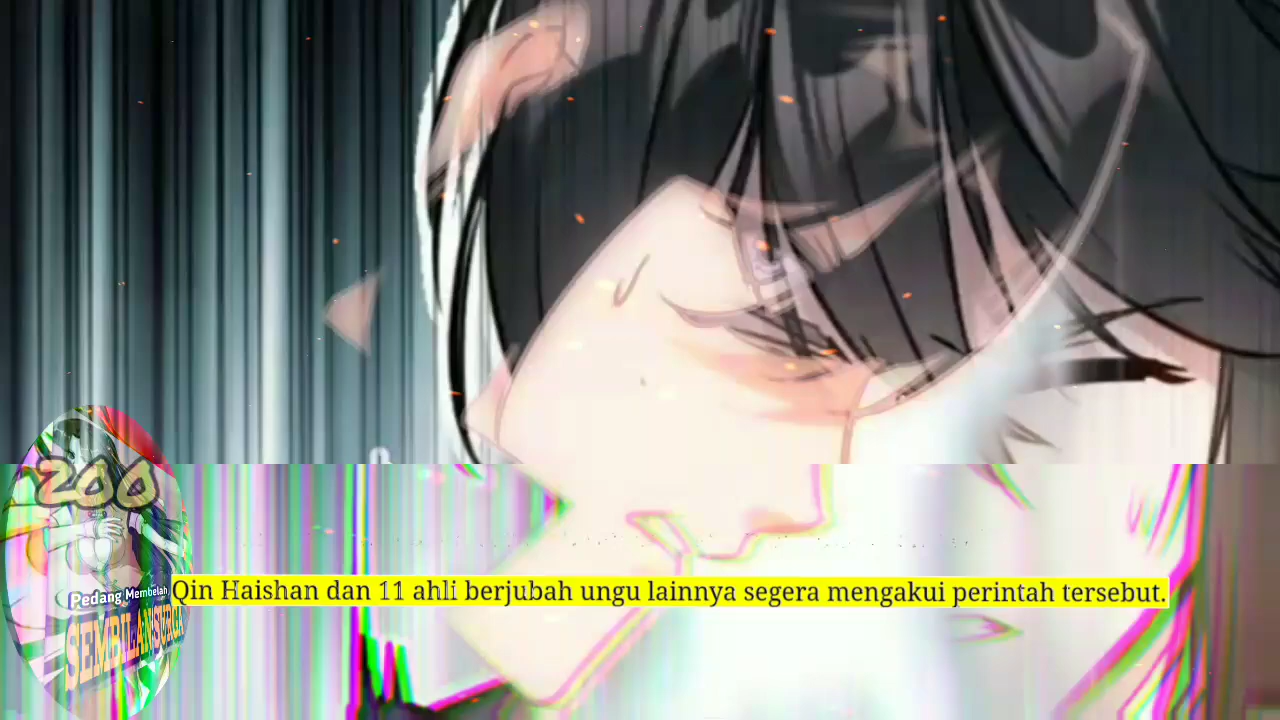 200
Pedang Membelah
SEMBILAN SURGA
Qin Haishan dan 11 ahli berjubah ungu lainnya segera mengakui perintah tersebut.